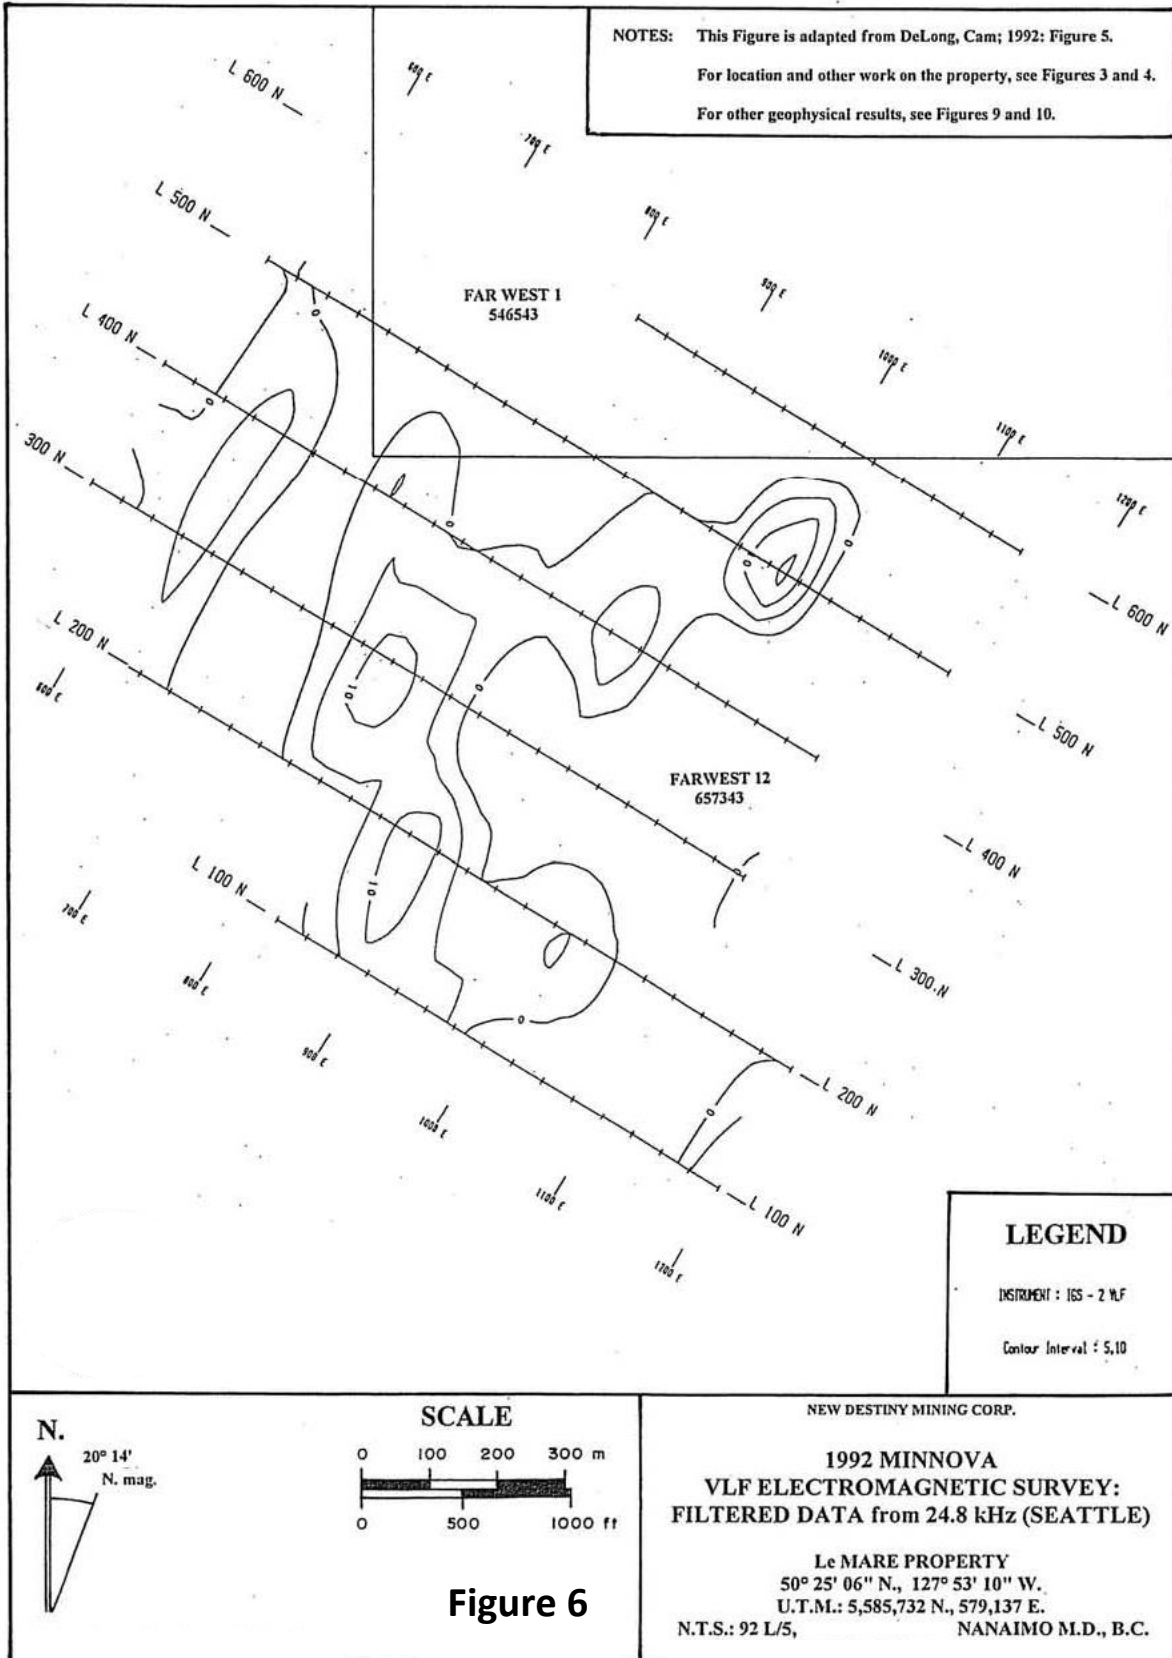 NOTES: This Figure is adapted from DeLong, Cam; 1992: Figure 5.
For location and other work on the property, see Figures 3 and 4.
For other geophysical results, see Figures 9 and 10.
600 E
L 600 N
700 E
L 500 N
800 E
900 E
FAR WEST 1
546543
0
L 400 N
1000 E
0
1100 E
300 N
1200 E
0
0
0
L 600 N
L 200 N
600 E
10
0
L 500 N
FARWEST 12
657343
L 400 N
0
L 100 N
10
700 E
L 300 N
800 E
0
900 E
L 200 N
0
1000 E
1100 E
L 100 N
1200 E
LEGEND
INSTRUMENT : IGS - 2 VLF
Contour Interval : 5,10
N.
20° 14'
N. mag.
SCALE
0 100 200 300 m
0 500 1000 ft
Figure 6
NEW DESTINY MINING CORP.
1992 MINNOVA
VLF ELECTROMAGNETIC SURVEY:
FILTERED DATA from 24.8 kHz (SEATTLE)
Le MARE PROPERTY
50° 25' 06" N., 127° 53' 10" W.
U.T.M.: 5,585,732 N., 579,137 E.
N.T.S.: 92 L/5, NANAIMO M.D., B.C.